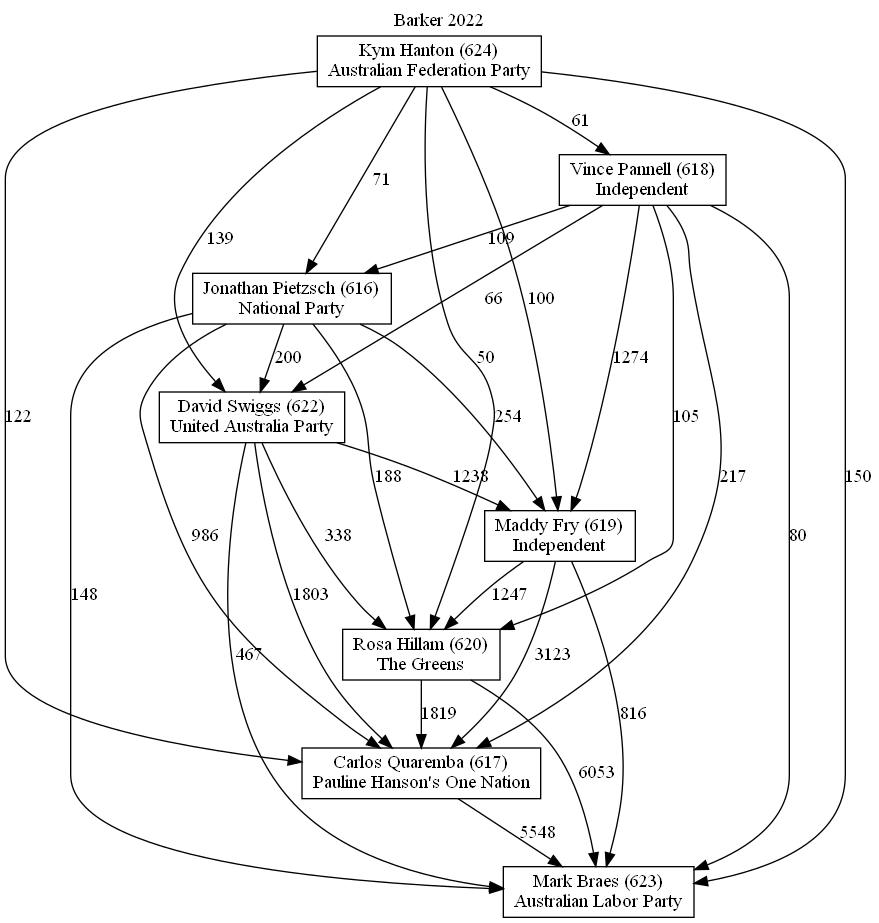 Barker 2022
Kym Hanton (624)
Australian Federation Party
61
Vince Pannell (618)
Independent
71
139
109
Jonathan Pietzsch (616)
National Party
66
100
200
50
1274
David Swiggs (622)
United Australia Party
122
254
105
1238
188
217
Maddy Fry (619)
Independent
986
338
80
150
148
1803
1247
Rosa Hillam (620)
The Greens
467
3123
1819
816
Carlos Quaremba (617)
Pauline Hanson's One Nation
6053
5548
Mark Braes (623)
Australian Labor Party